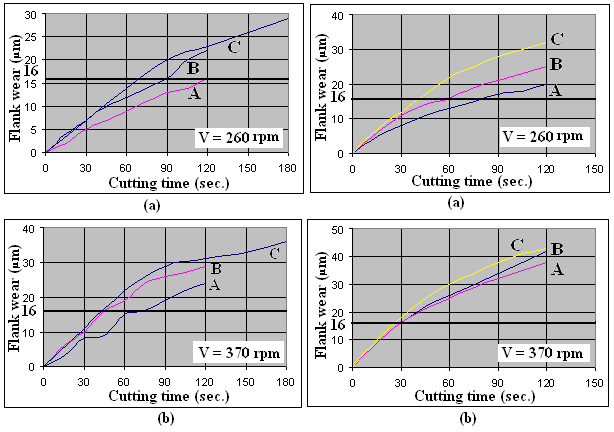 Flank wear (µm)
30
25
20
16
15
10
5
0
C
B
A
V = 260 rpm
0 30 60 90 120 150 180
Cutting time (sec.)
(a)
Flank wear (µm)
40
30
20
16
10
0
C
B
A
V = 260 rpm
0 30 60 90 120 150
Cutting time (sec.)
(a)
Flank wear (µm)
40
30
20
16
10
0
C
B
A
V = 370 rpm
0 30 60 90 120 150 180
Cutting time (sec.)
(b)
Flank wear (µm)
50
40
30
20
16
10
0
C
B
A
V = 370 rpm
0 30 60 90 120 150
Cutting time (sec.)
(b)